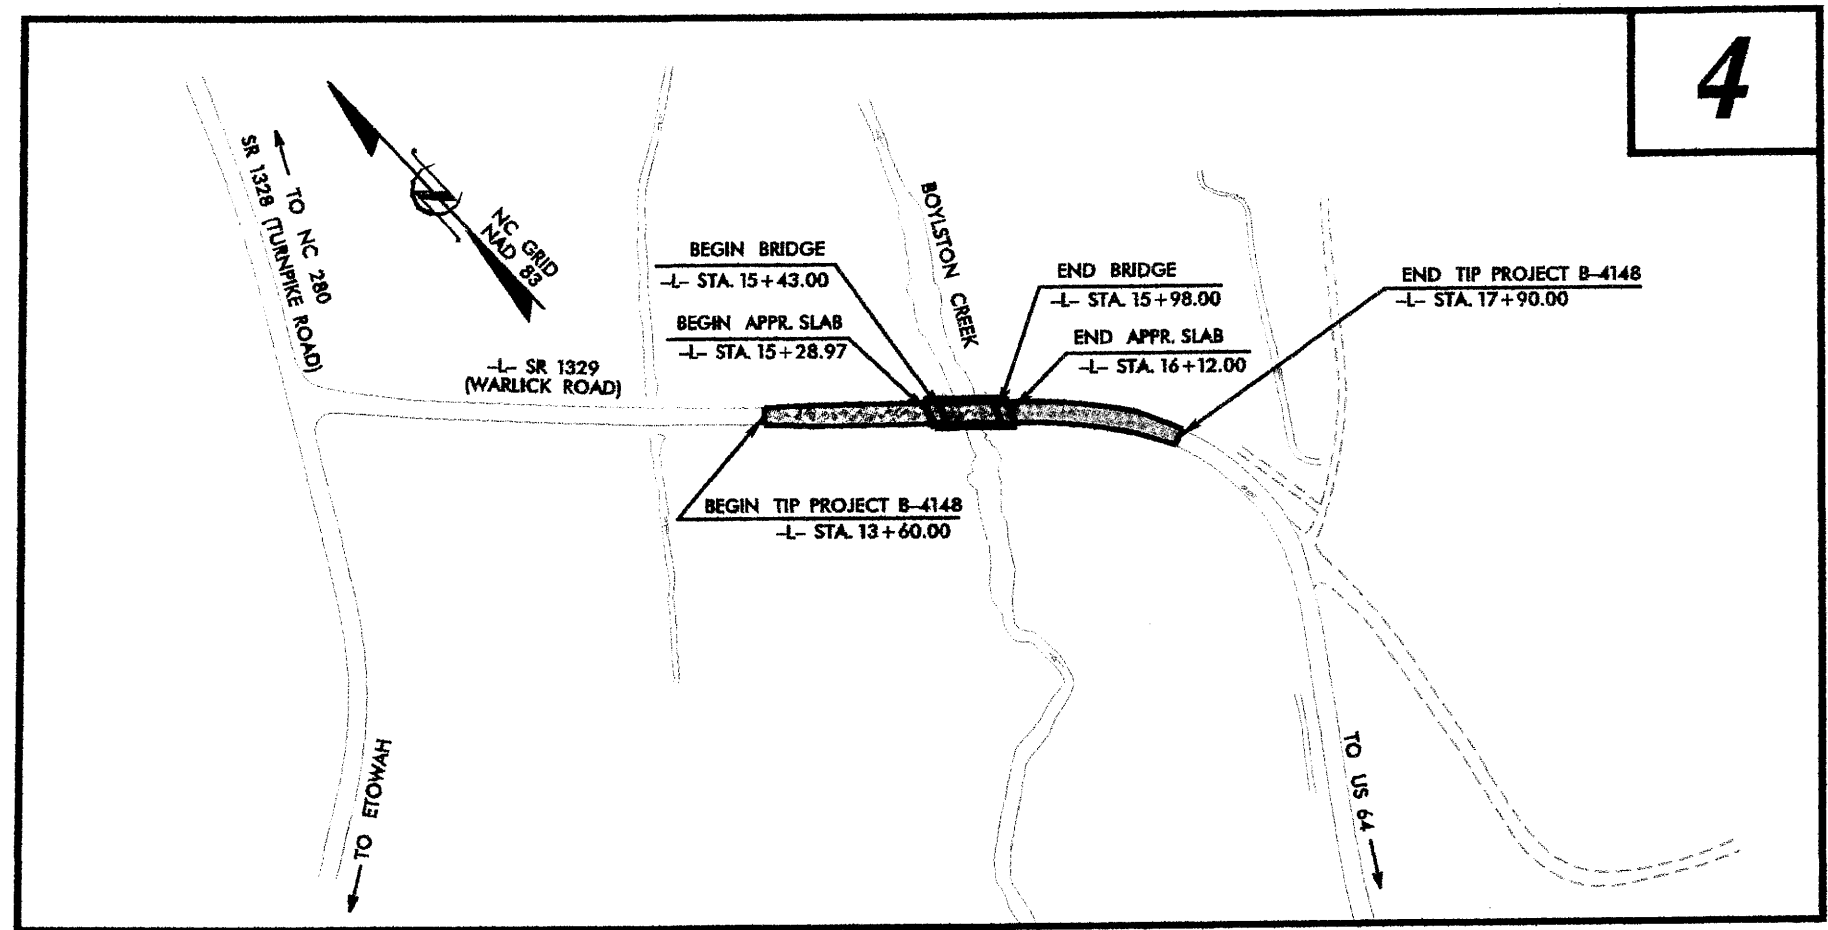 4
TO NC 280
SR 1328 (TURNPIKE ROAD)
NC GRID
NAD 83
BOYLSTON CREEK
BEGIN BRIDGE
-L- STA. 15+43.00
BEGIN APPR. SLAB
-L- STA. 15+28.97
END BRIDGE
-L- STA. 15+98.00
END APPR. SLAB
-L- STA. 16+12.00
END TIP PROJECT B-4148
-L- STA. 17+90.00
-L- SR 1329
(WARLICK ROAD)
BEGIN TIP PROJECT B-4148
-L- STA. 13+60.00
TO ETOWAH
TO US 64